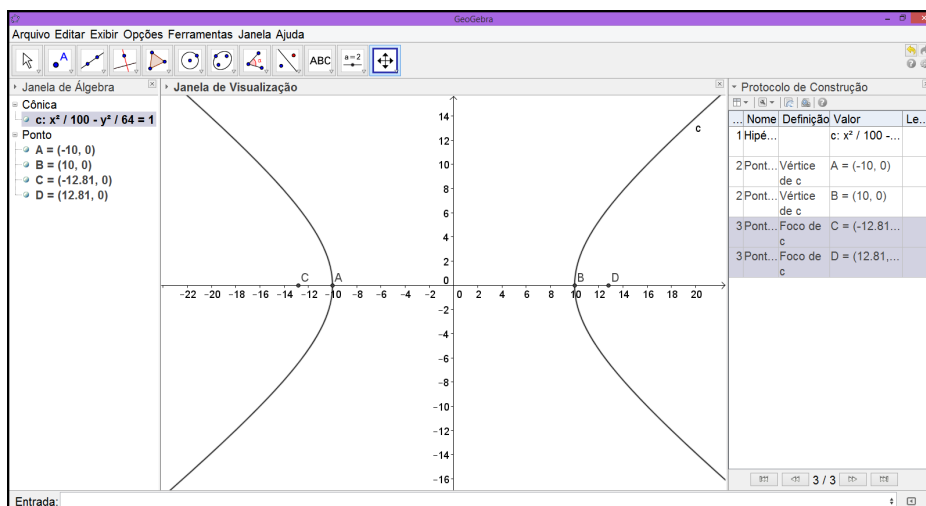 GeoGebra
Arquivo Editar Exibir Opções Ferramentas Janela Ajuda
ABC
a=2
Janela de Álgebra
Cônica
c: x² / 100 - y² / 64 = 1
Ponto
A = (-10, 0)
B = (10, 0)
C = (-12.81, 0)
D = (12.81, 0)
Janela de Visualização
14
12
10
8
6
4
2
0
-2
-4
-6
-8
-10
-12
-14
-16
-22 -20 -18 -16 -14 -12 -10 -8 -6 -4 -2 0 2 4 6 8 10 12 14 16 18 20
C A B D
c
Protocolo de Construção
... Nome Definição Valor Le...
1 Hipé... c: x² / 100 -...
2 Pont... Vértice de c A = (-10, 0)
2 Pont... Vértice de c B = (10, 0)
3 Pont... Foco de c C = (-12.81...
3 Pont... Foco de c D = (12.81,...
3 / 3
Entrada: